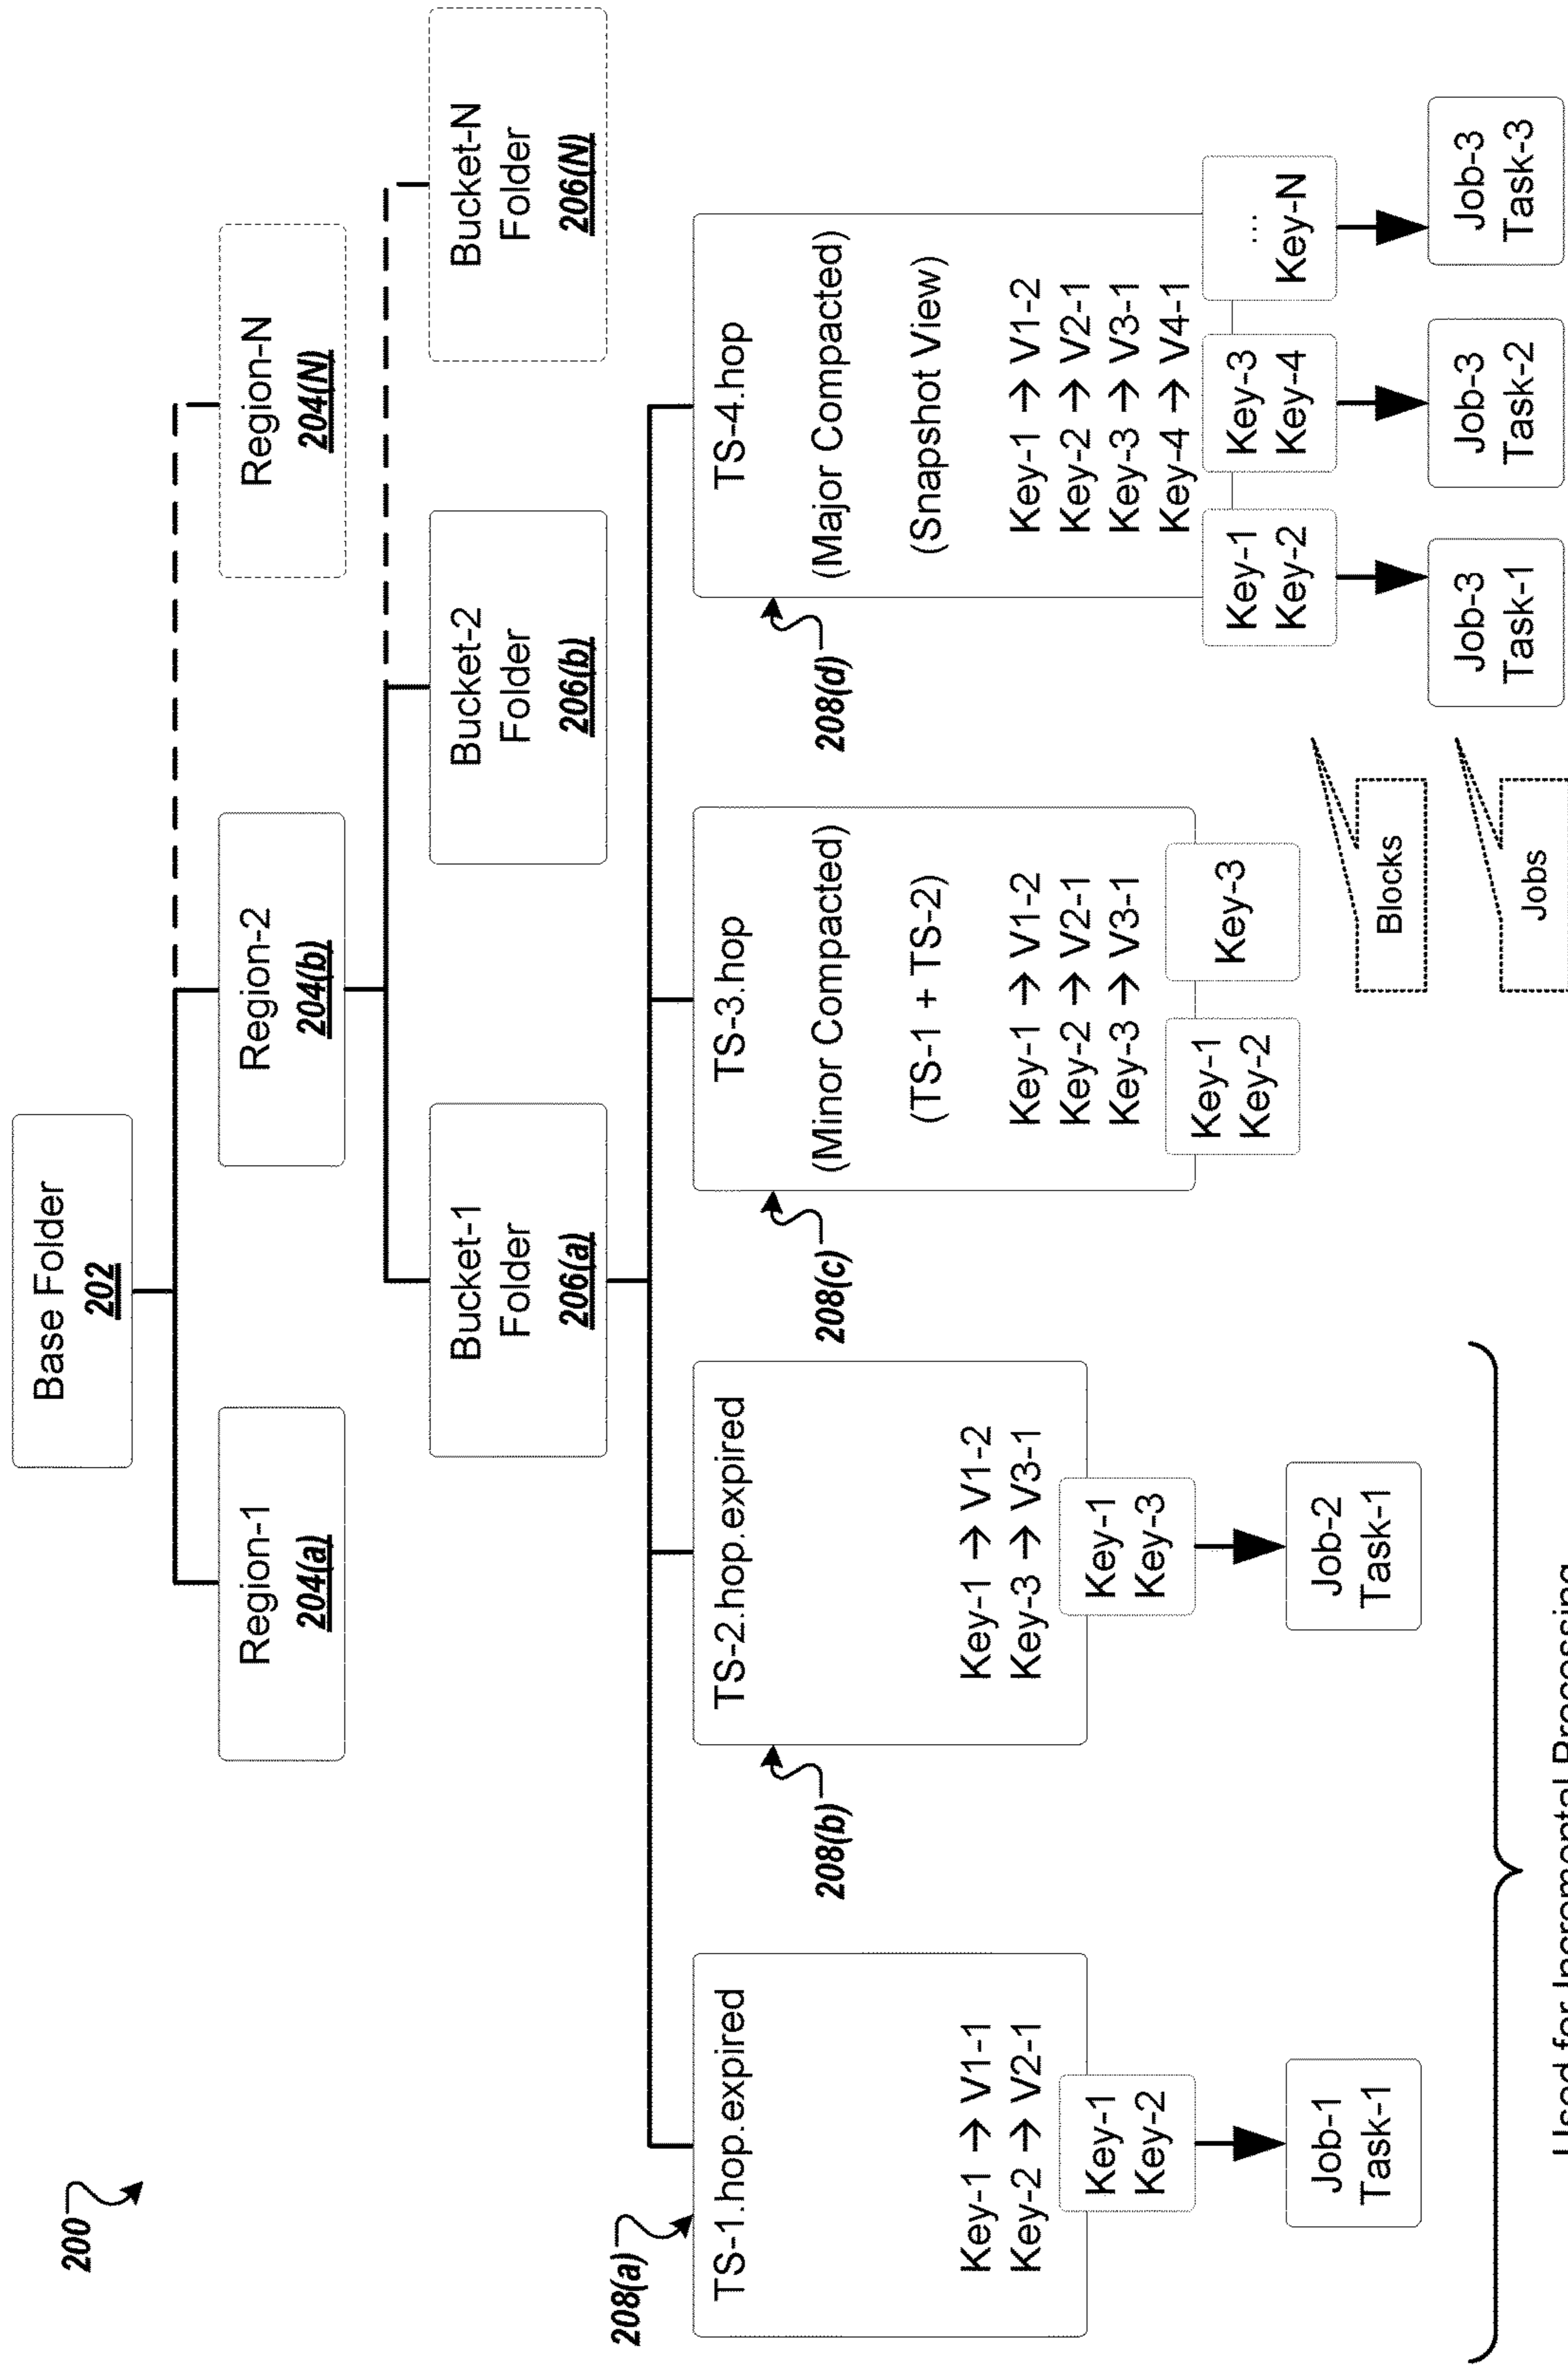 200
Base Folder
202
Region-1
204(a)
Region-2
204(b)
Region-N
204(N)
Bucket-1
Folder
206(a)
Bucket-2
Folder
206(b)
Bucket-N
Folder
206(N)
208(a)
TS-1.hop.expired
Key-1 → V1-1
Key-2 → V2-1
Key-1
Key-2
Job-1
Task-1
208(b)
TS-2.hop.expired
Key-1 → V1-2
Key-3 → V3-1
Key-1
Key-3
Job-2
Task-1
208(c)
TS-3.hop
(Minor Compacted)
(TS-1 + TS-2)
Key-1 → V1-2
Key-2 → V2-1
Key-3 → V3-1
Key-1
Key-2
Key-3
208(d)
TS-4.hop
(Major Compacted)
(Snapshot View)
Key-1 → V1-2
Key-2 → V2-1
Key-3 → V3-1
Key-4 → V4-1
Key-1
Key-2
Key-3
Key-4
...
Key-N
Blocks
Job-3
Task-1
Job-3
Task-2
Job-3
Task-3
Jobs
Used for Incremental Processing